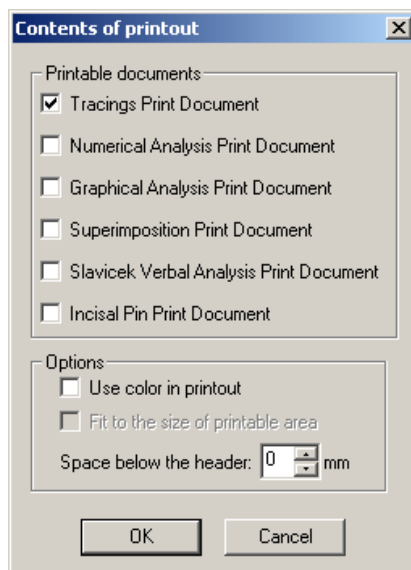 Contents of printout
Printable documents
Tracings Print Document
Numerical Analysis Print Document
Graphical Analysis Print Document
Superimposition Print Document
Slavicek Verbal Analysis Print Document
Incisal Pin Print Document
Options
Use color in printout
Fit to the size of printable area
Space below the header: 0 mm
OK Cancel